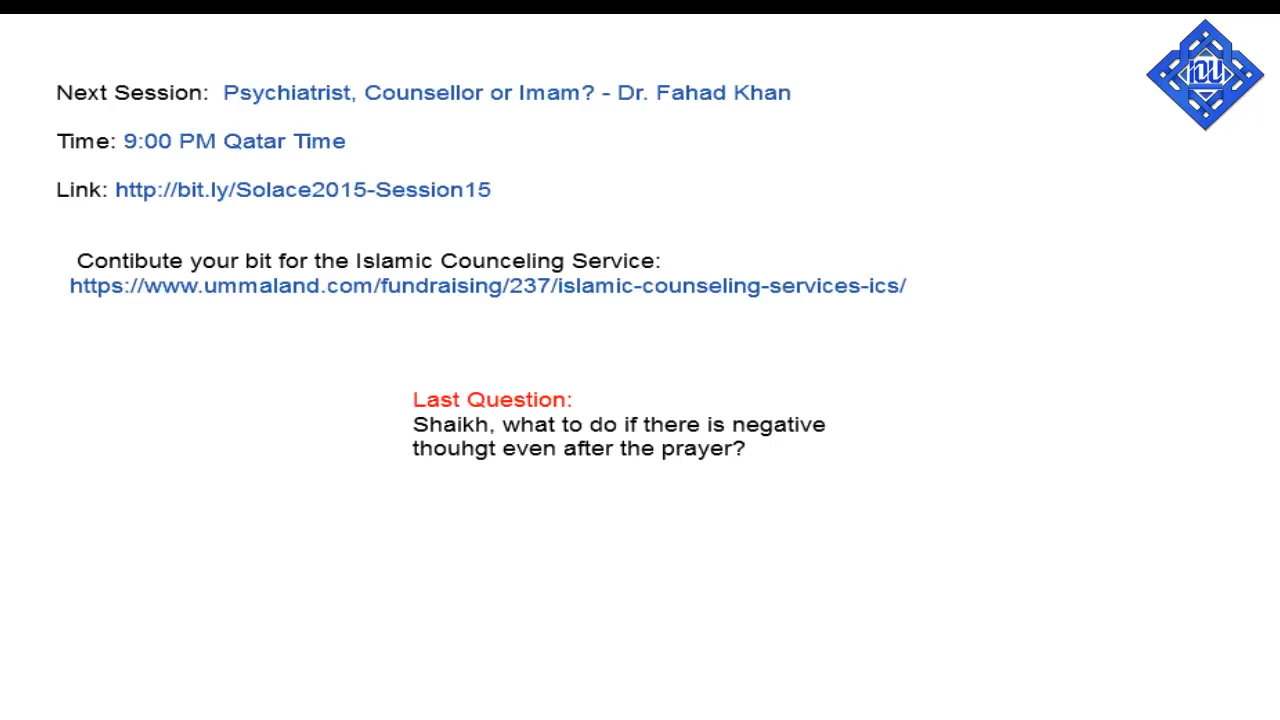 Next Session: Psychiatrist, Counsellor or Imam? - Dr. Fahad Khan
Time: 9:00 PM Qatar Time
Link: http://bit.ly/Solace2015-Session15
Contibute your bit for the Islamic Counceling Service:
https://www.ummaland.com/fundraising/237/islamic-counseling-services-ics/
Last Question:
Shaikh, what to do if there is negative
thouhgt even after the prayer?